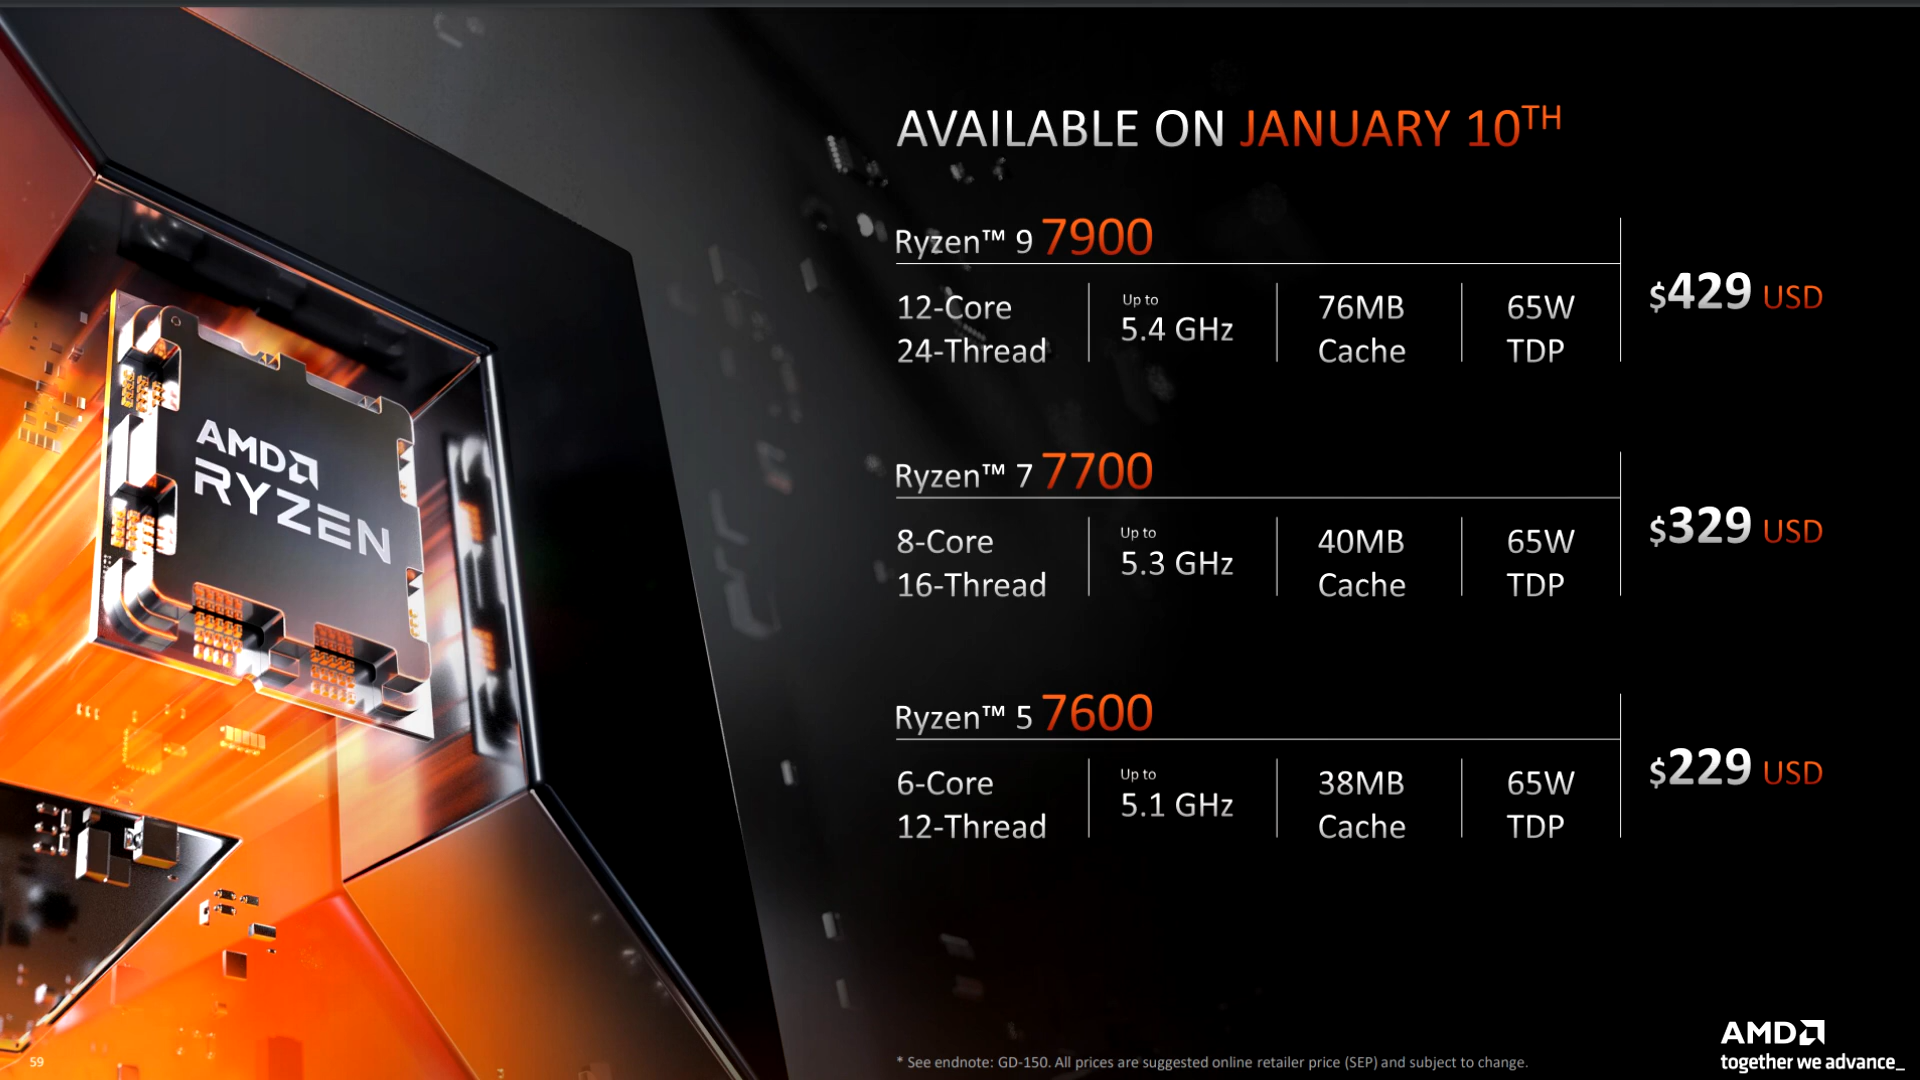 AVAILABLE ON JANUARY 10TH
Ryzen™ 9 7900
12-Core
24-Thread
Up to
5.4 GHz
76MB
Cache
65W
TDP
$429 USD
Ryzen™ 7 7700
8-Core
16-Thread
Up to
5.3 GHz
40MB
Cache
65W
TDP
$329 USD
Ryzen™ 5 7600
6-Core
12-Thread
Up to
5.1 GHz
38MB
Cache
65W
TDP
$229 USD
AMD
RYZEN
59
* See endnote: GD-150. All prices are suggested online retailer price (SEP) and subject to change.
AMD
together we advance_